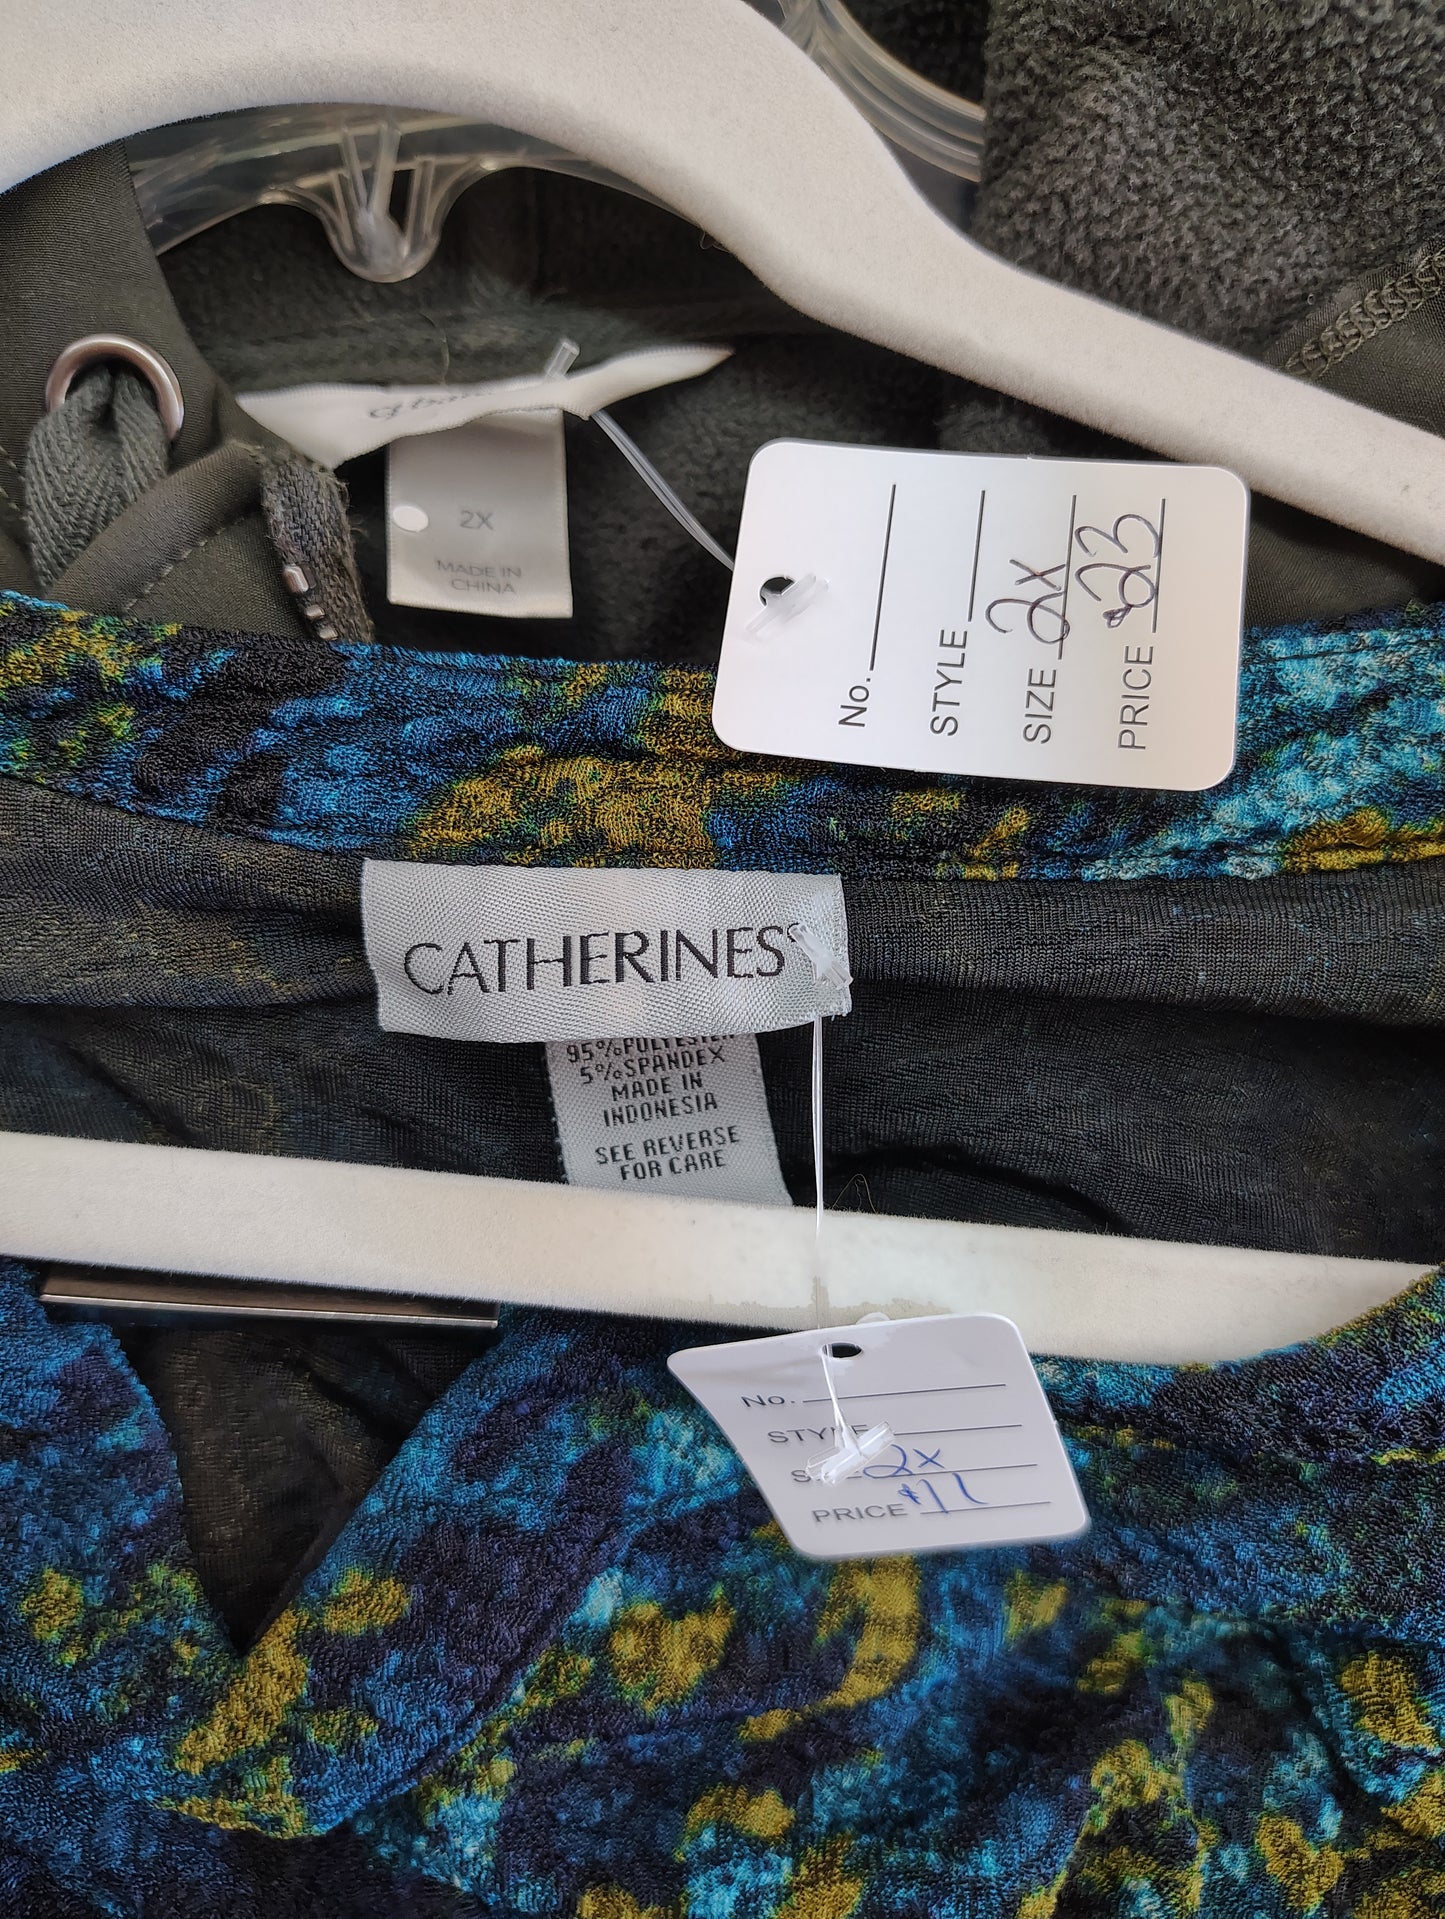 2X
MADE IN
CHINA
No.
STYLE
SIZE 2X
PRICE $23
CATHERINES
95%POLYESTER
5%SPANDEX
MADE IN
INDONESIA
SEE REVERSE
FOR CARE
No.
STYLE
2X
PRICE $11